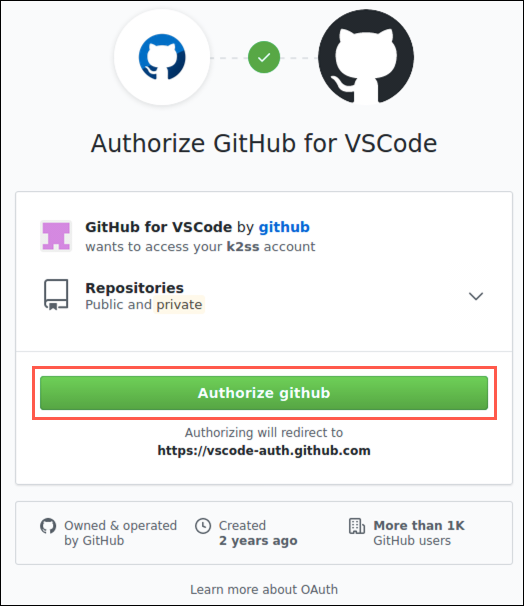 Authorize GitHub for VSCode
GitHub for VSCode by github
wants to access your k2ss account
Repositories
Public and private
Authorize github
Authorizing will redirect to
https://vscode-auth.github.com
Owned & operated
by GitHub
Created
2 years ago
More than 1K
GitHub users
Learn more about OAuth